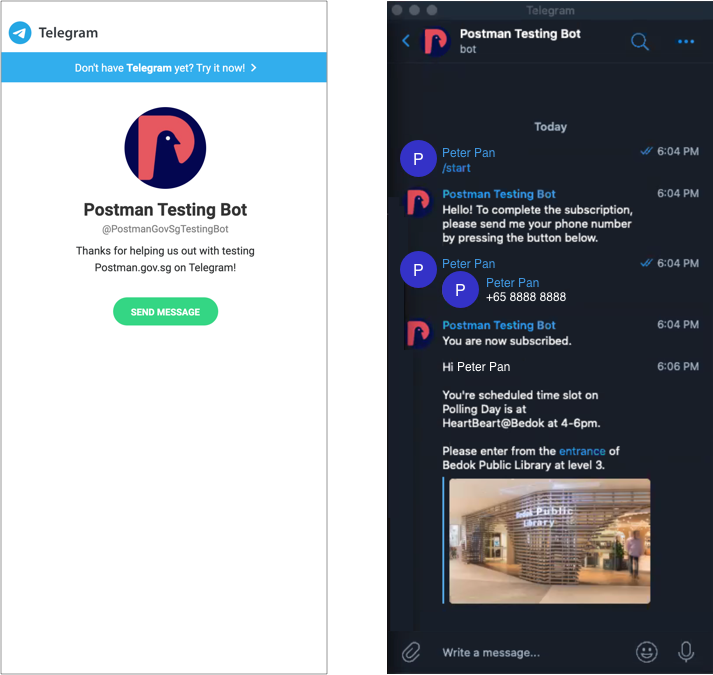 Telegram
Don't have Telegram yet? Try it now!
Postman Testing Bot
@PostmanGovSgTestingBot
Thanks for helping us out with testing
Postman.gov.sg on Telegram!
SEND MESSAGE
Telegram
Postman Testing Bot
bot
Today
P
Peter Pan
6:04 PM
/start
Postman Testing Bot
6:04 PM
Hello! To complete the subscription,
please send me your phone number
by pressing the button below.
P
Peter Pan
6:04 PM
P
Peter Pan
+65 8888 8888
Postman Testing Bot
6:04 PM
You are now subscribed.
Hi Peter Pan
6:06 PM
You're scheduled time slot on
Polling Day is at
HeartBeart@Bedok at 4-6pm.
Please enter from the entrance of
Bedok Public Library at level 3.
Bedok Public
Library
Write a message...